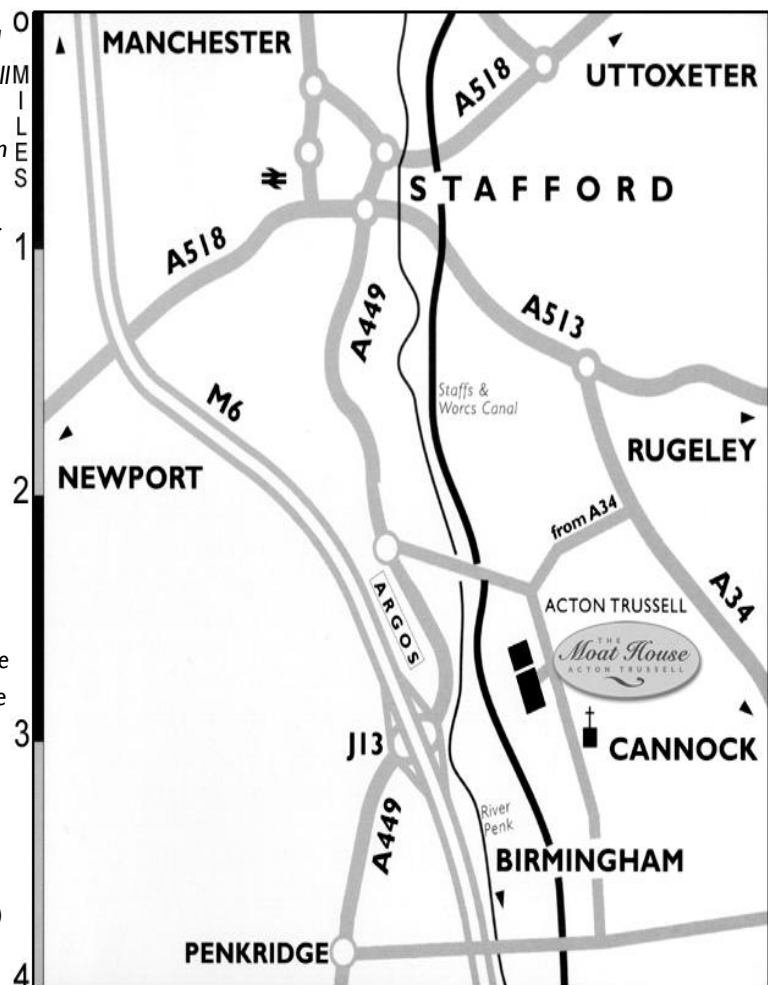 0
MANCHESTER
UTTOXETER
A518
M
I
L
E
S
STAFFORD
1
A518
A449
A513
Staffs &
Worcs Canal
M6
RUGELEY
NEWPORT
2
from A34
ARGOS
ACTON TRUSSELL
A34
THE
Moat House
ACTON TRUSSELL
3
J13
CANNOCK
River
Penk
A449
BIRMINGHAM
PENKRIDGE
4